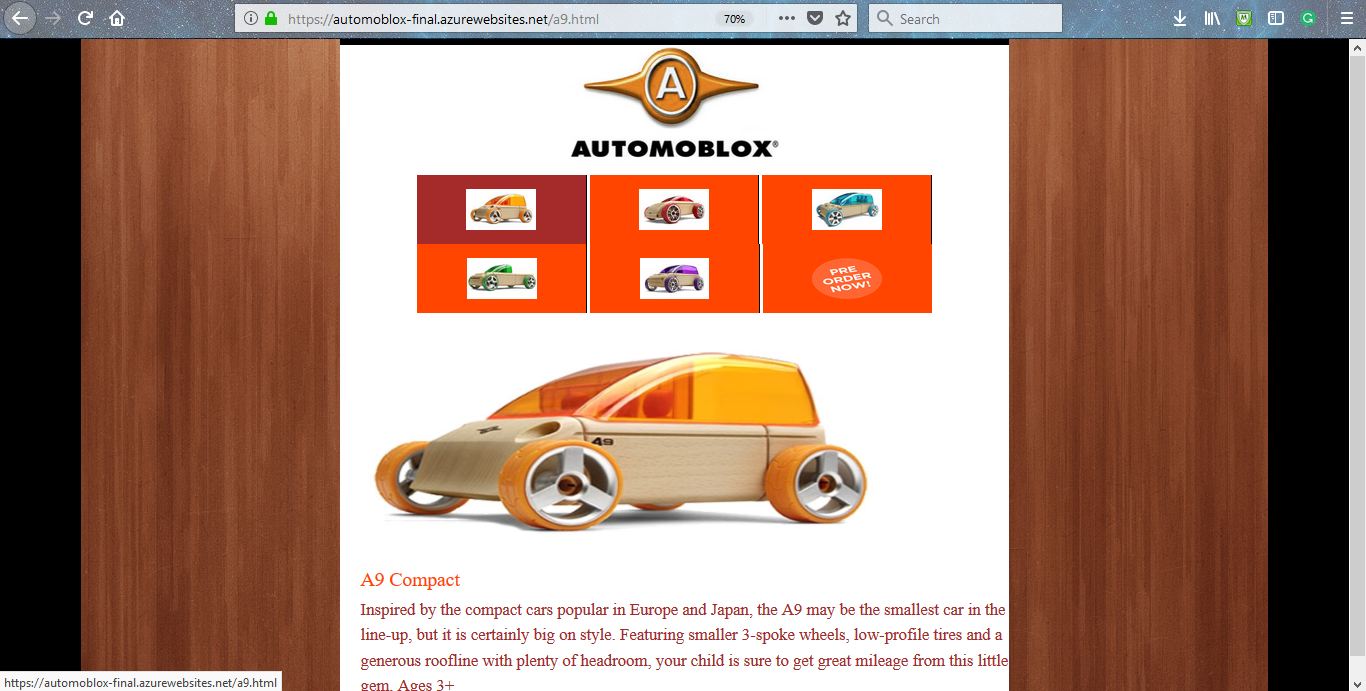 https://automoblox-final.azurewebsites.net/a9.html
70%
Search
A
AUTOMOBLOX®
PRE
ORDER
NOW!
A9
A9 Compact
Inspired by the compact cars popular in Europe and Japan, the A9 may be the smallest car in the
line-up, but it is certainly big on style. Featuring smaller 3-spoke wheels, low-profile tires and a
generous roofline with plenty of headroom, your child is sure to get great mileage from this little
gem. Ages 3+
https://automoblox-final.azurewebsites.net/a9.html